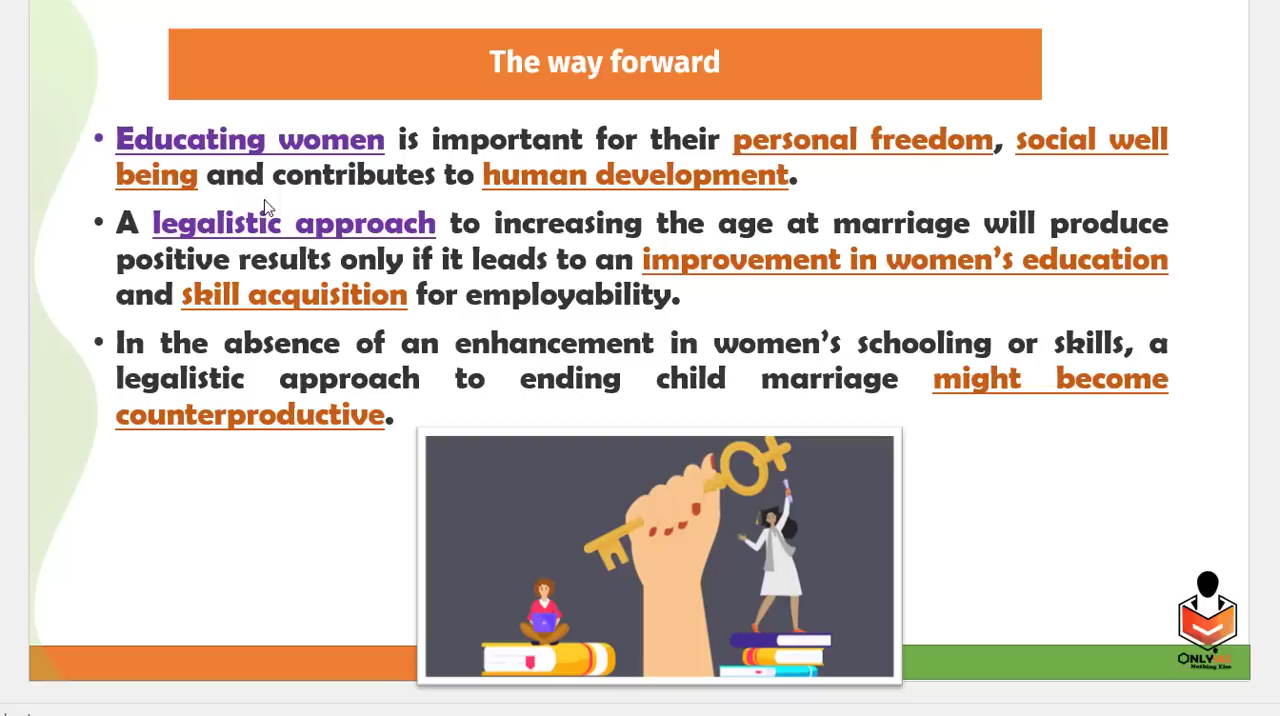 The way forward
• Educating women is important for their personal freedom, social well
being and contributes to human development.
• A legalistic approach to increasing the age at marriage will produce
positive results only if it leads to an improvement in women's education
and skill acquisition for employability.
• In the absence of an enhancement in women's schooling or skills, a
legalistic approach to ending child marriage might become
counterproductive.
Nothing Else